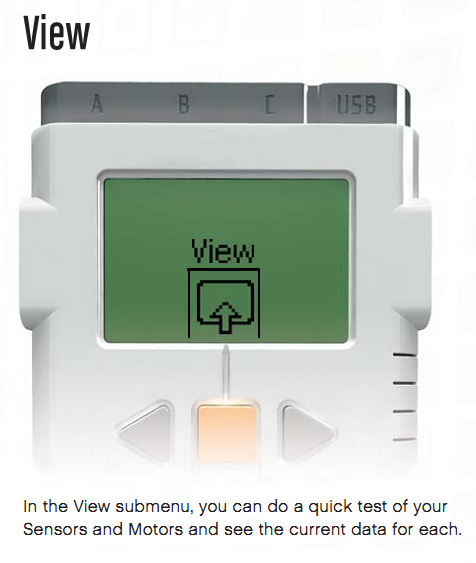 View
A B C USB
View
In the View submenu, you can do a quick test of your
Sensors and Motors and see the current data for each.